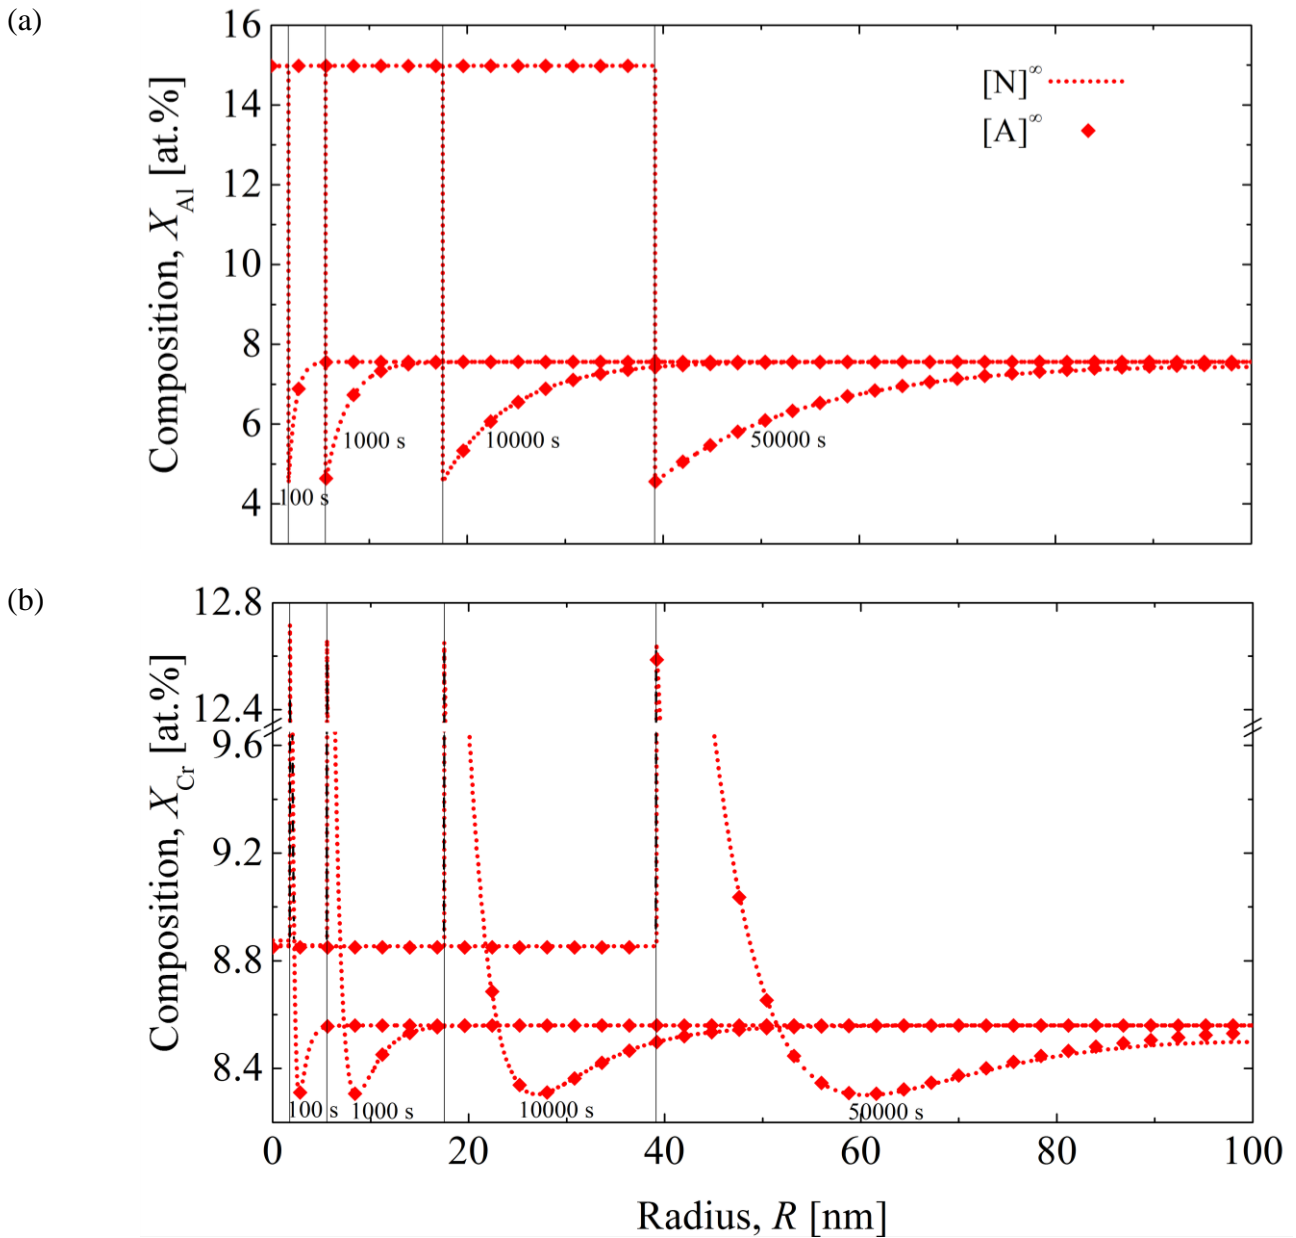 (a)
16
14
12
10
8
6
4
Composition, X_Al [at.%]
[N]^∞
[A]^∞
100 s
1000 s
10000 s
50000 s
(b)
12.8
12.4
9.6
9.2
8.8
8.4
Composition, X_Cr [at.%]
100 s
1000 s
10000 s
50000 s
0
20
40
60
80
100
Radius, R [nm]